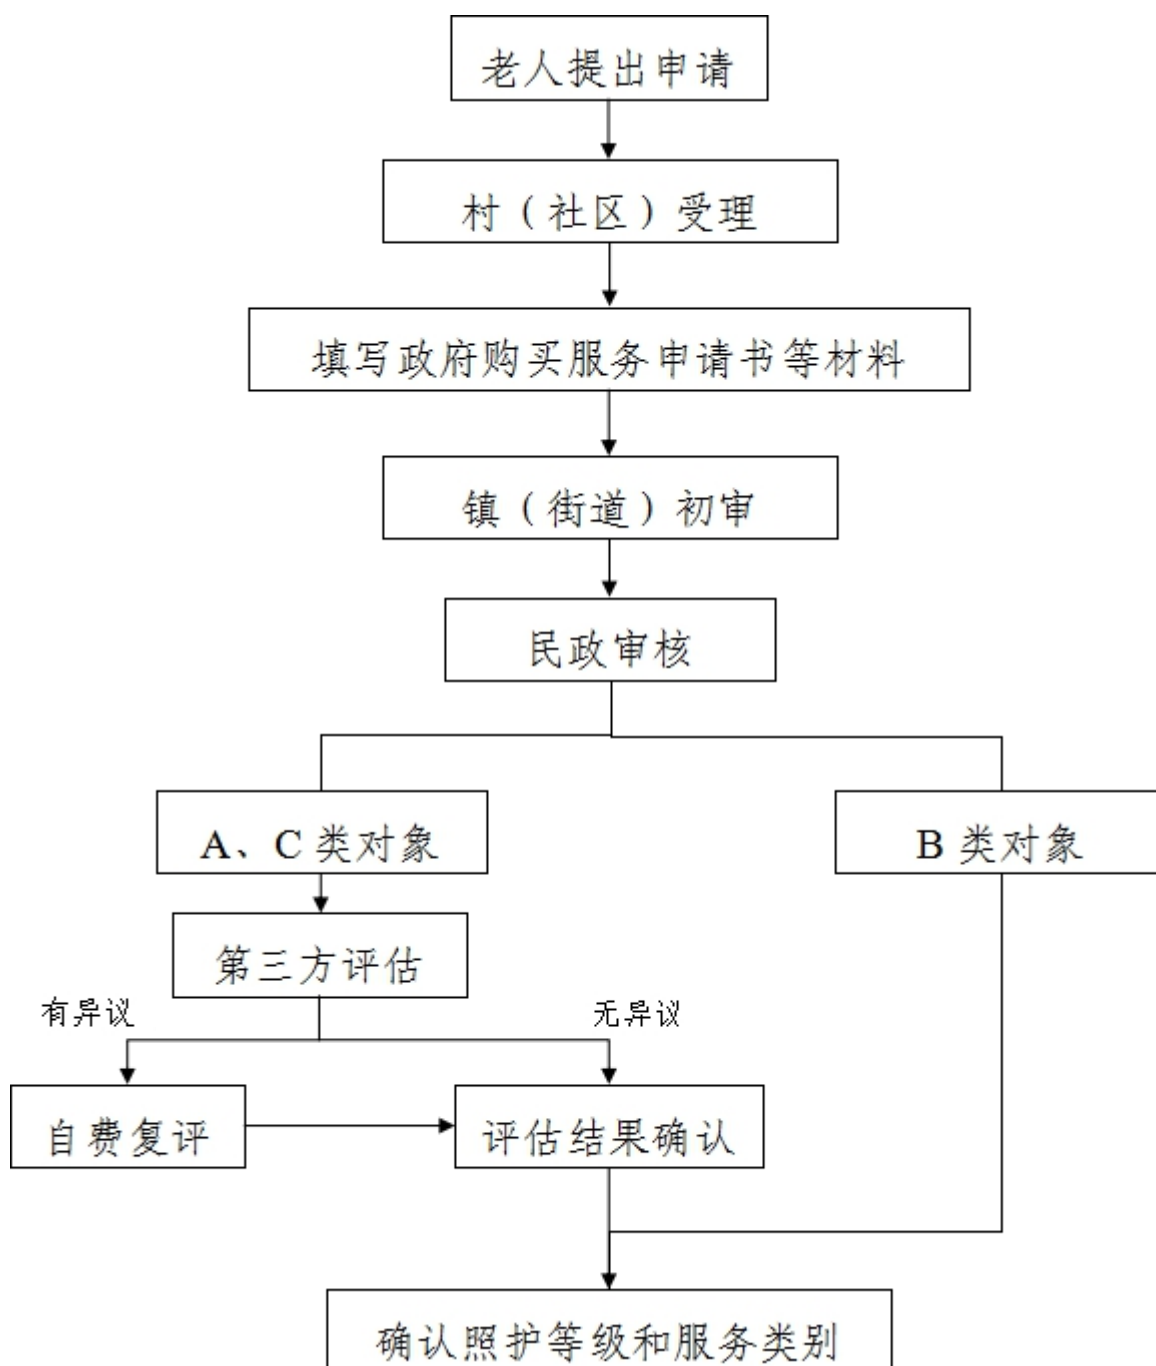 老人提出申请
村（社区）受理
填写政府购买服务申请书等材料
镇（街道）初审
民政审核
A、C 类对象
B 类对象
第三方评估
有异议
无异议
自费复评
评估结果确认
确认照护等级和服务类别